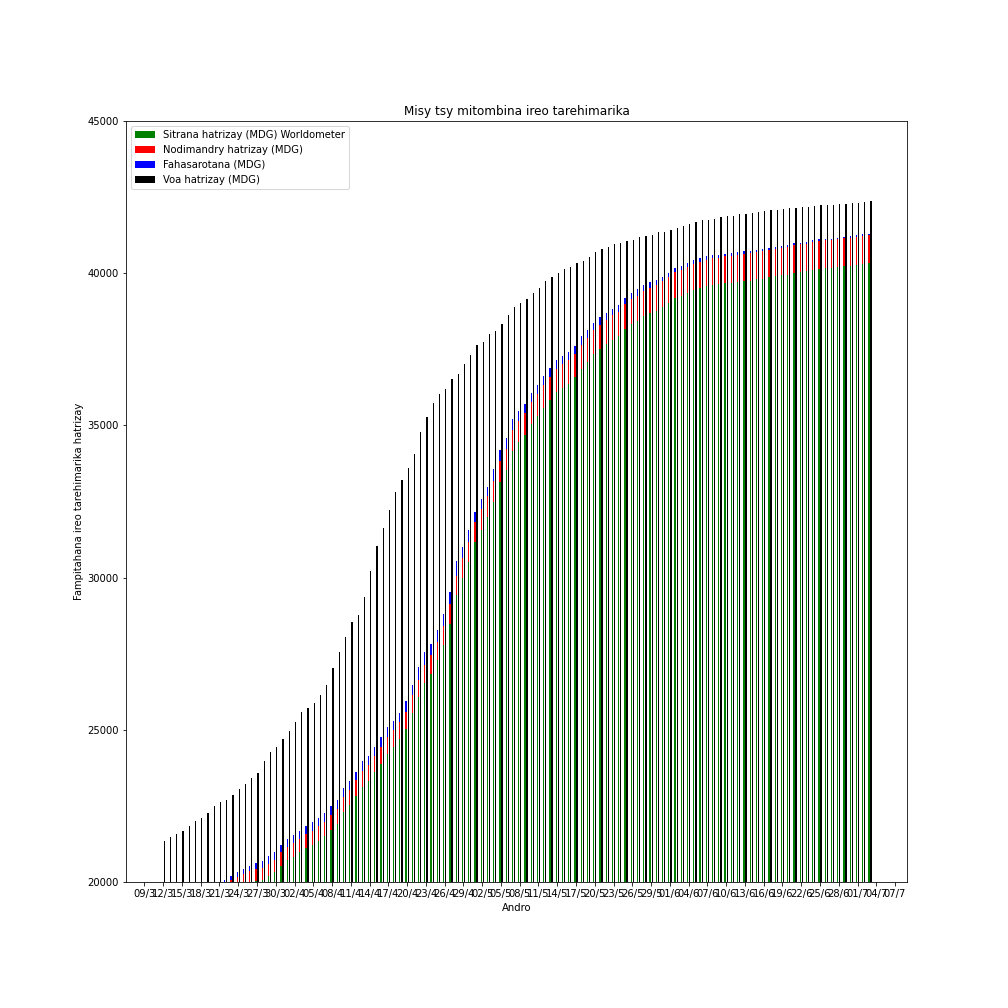 Misy tsy mitombina ireo tarehimarika
45000
Sitrana hatrizay (MDG) Worldometer
Nodimandry hatrizay (MDG)
Fahasarotana (MDG)
Voa hatrizay (MDG)
40000
35000
Fampitahana ireo tarehimarika hatrizay
30000
25000
20000
09/3 12/3 15/3 18/3 21/3 24/3 27/3 30/3 02/4 05/4 08/4 11/4 14/4 17/4 20/4 23/4 26/4 29/4 02/5 05/5 08/5 11/5 14/5 17/5 20/5 23/5 26/5 29/5 01/6 04/6 07/6 10/6 13/6 16/6 19/6 22/6 25/6 28/6 01/7 04/7 07/7
Andro